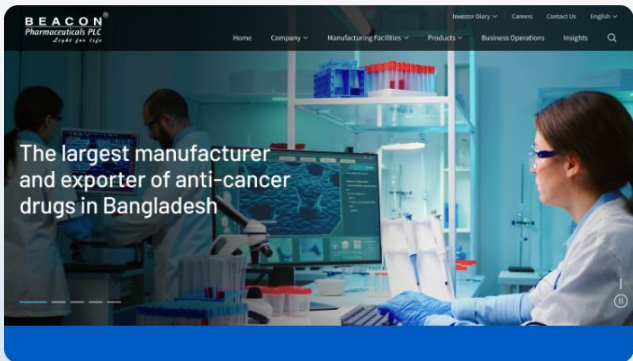 BEACON®
Pharmaceuticals PLC
Light for life
Investor Diary
Careers
Contact Us
English
Home
Company
Manufacturing Facilities
Products
Business Operations
Insights
The largest manufacturer
and exporter of anti-cancer
drugs in Bangladesh